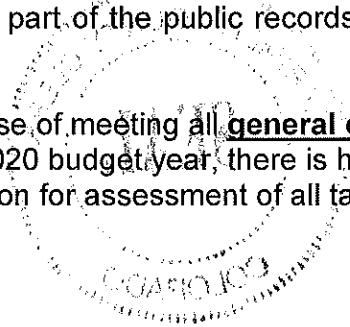 part of the public records
se of meeting all general
020 budget year, there is h
on for assessment of all ta
COLORADO